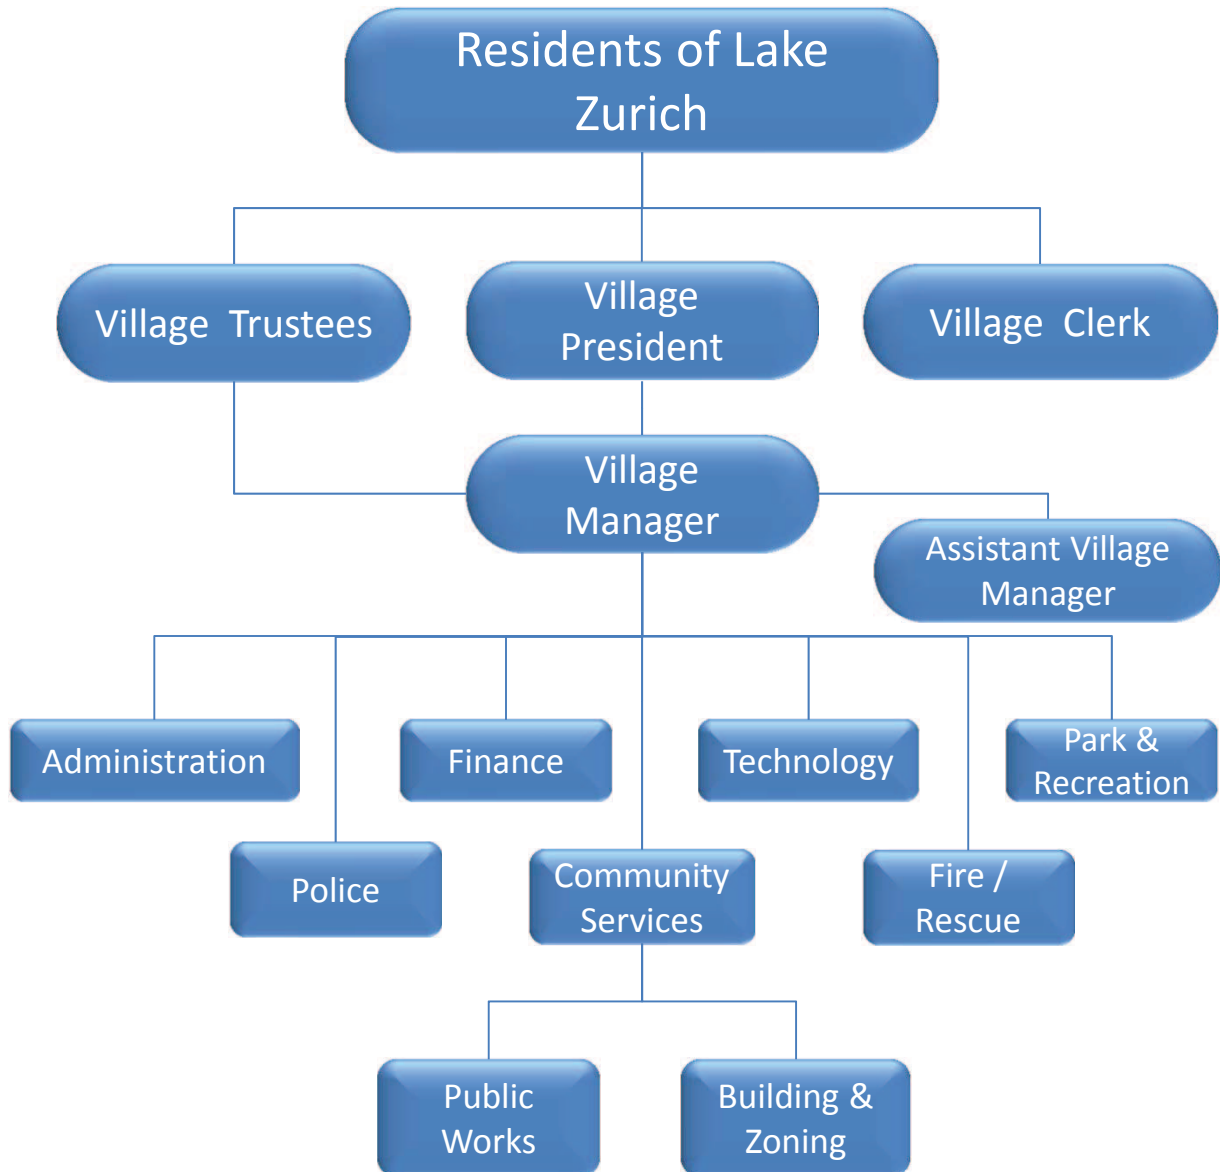 Residents of Lake
Zurich
Village Trustees
Village
President
Village Clerk
Village
Manager
Assistant Village
Manager
Administration
Finance
Technology
Park &
Recreation
Police
Community
Services
Fire /
Rescue
Public
Works
Building &
Zoning